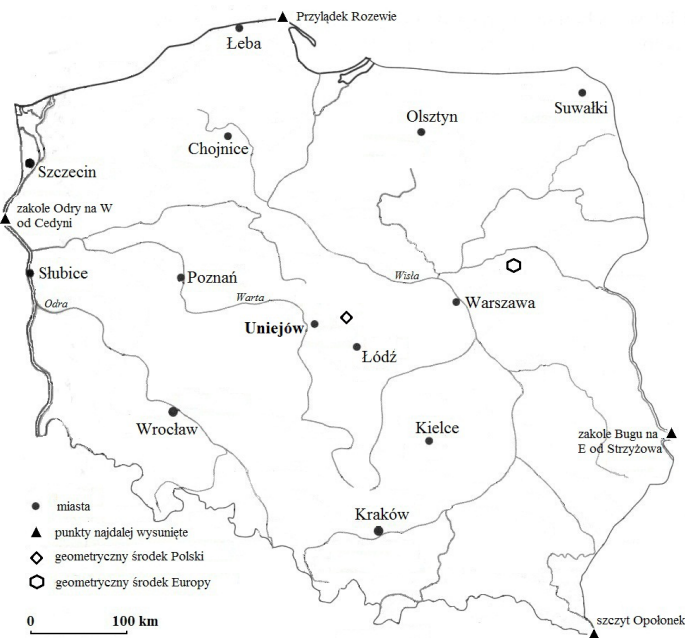 Przylądek Rozewie
Łeba
Suwałki
Olsztyn
Chojnice
Szczecin
zakole Odry na W
od Cedyni
Słubice
Poznań
Wisła
Odra
Warta
Warszawa
Uniejów
Łódź
Wrocław
Kielce
zakole Bugu na
E od Strzyżowa
miasta
Kraków
punkty najdalej wysunięte
geometryczny środek Polski
geometryczny środek Europy
0 100 km
szczyt Opołonek